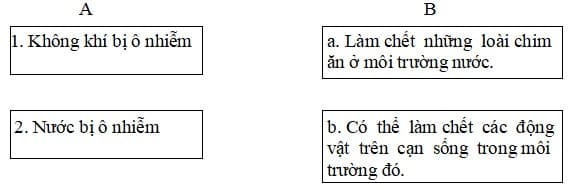 A
B
1. Không khí bị ô nhiễm
a. Làm chết những loài chim
ăn ở môi trường nước.
2. Nước bị ô nhiễm
b. Có thể làm chết các động
vật trên cạn sống trong môi
trường đó.